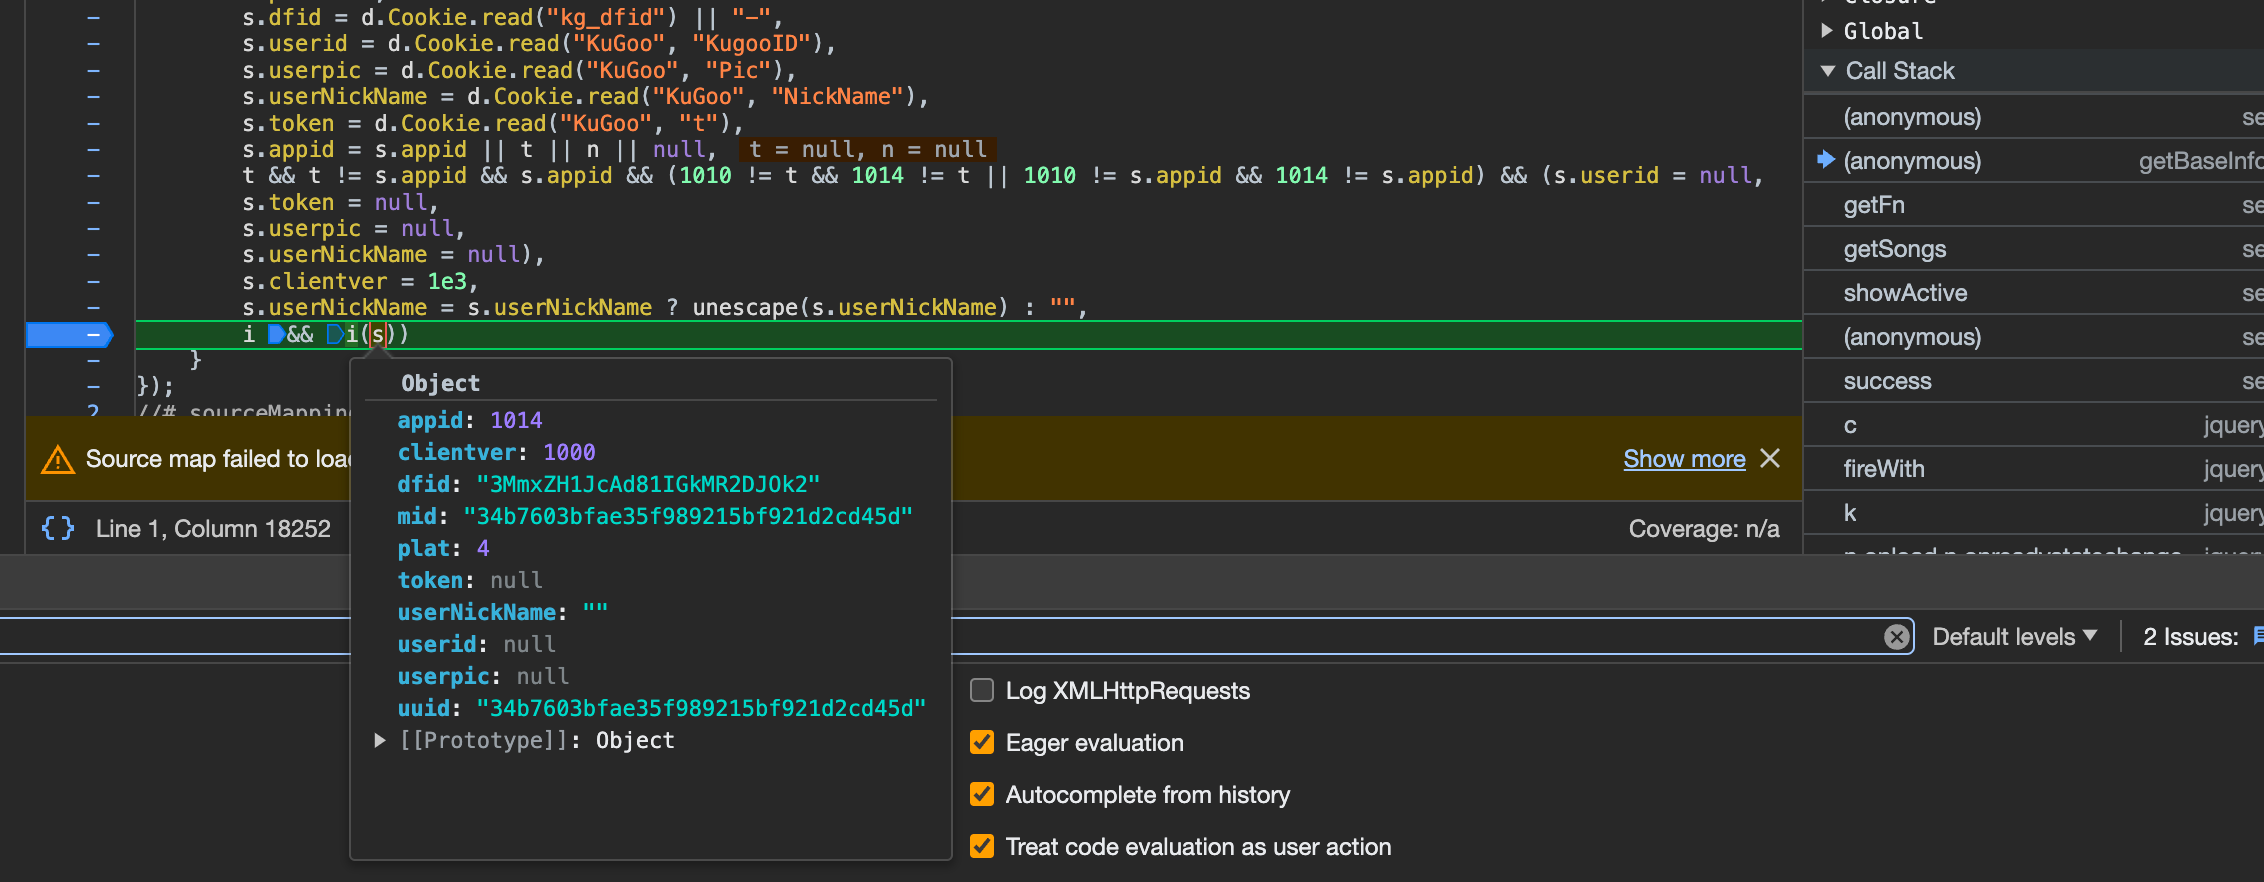 s.dfid = d.Cookie.read("kg_dfid") || "-",
s.userid = d.Cookie.read("KuGoo", "KugooID"),
s.userpic = d.Cookie.read("KuGoo", "Pic"),
s.userNickName = d.Cookie.read("KuGoo", "NickName"),
s.token = d.Cookie.read("KuGoo", "t"),
s.appid = s.appid || t || n || null, t = null, n = null
t && t != s.appid && s.appid && (1010 != t && 1014 != t || 1010 != s.appid && 1014 != s.appid) && (s.userid = null,
s.token = null,
s.userpic = null,
s.userNickName = null),
s.clientver = 1e3,
s.userNickName = s.userNickName ? unescape(s.userNickName) : "",
i && i(s))
}
});
2 //# sourceMappin
Source map failed to loa
Show more
{} Line 1, Column 18252
Coverage: n/a
Object
appid: 1014
clientver: 1000
dfid: "3MmxZH1JcAd81IGkMR2DJOk2"
mid: "34b7603bfae35f989215bf921d2cd45d"
plat: 4
token: null
userNickName: ""
userid: null
userpic: null
uuid: "34b7603bfae35f989215bf921d2cd45d"
[[Prototype]]: Object
Closure
Global
Call Stack
(anonymous) se
(anonymous) getBaseInfo
getFn se
getSongs se
showActive se
(anonymous) se
success se
c jquery
fireWith jquery
k jquery
Default levels
2 Issues:
Log XMLHttpRequests
Eager evaluation
Autocomplete from history
Treat code evaluation as user action